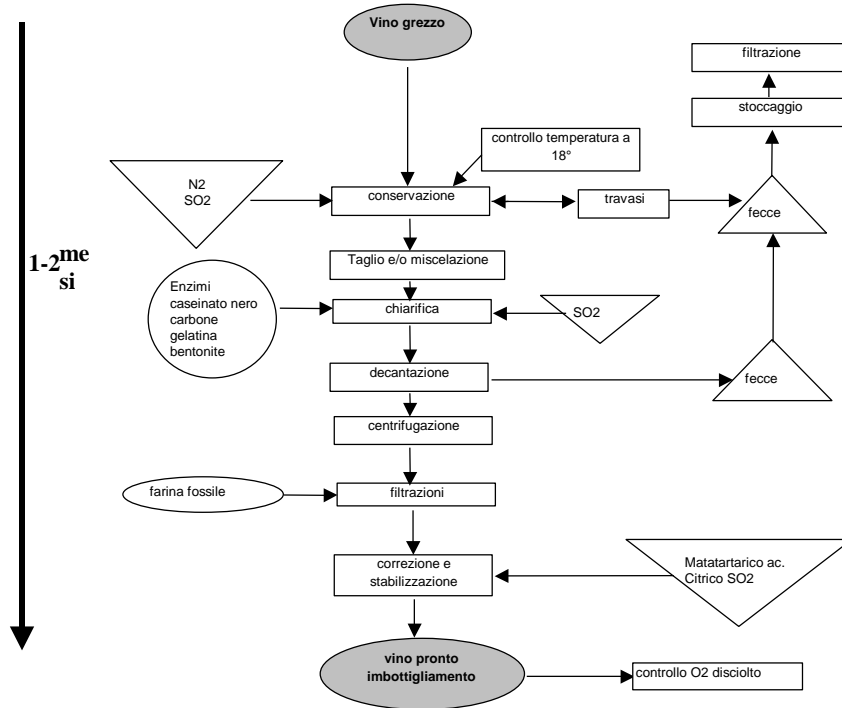 Vino grezzo
filtrazione
stoccaggio
controllo temperatura a
18°
N2
SO2
conservazione
travasi
fecce
1-2 me
si
Taglio e/o miscelazione
Enzimi
caseinato nero
carbone
gelatina
bentonite
chiarifica
SO2
decantazione
fecce
centrifugazione
farina fossile
filtrazioni
correzione e
stabilizzazione
Matatartarico ac.
Citrico SO2
vino pronto
imbottigliamento
controllo O2 disciolto